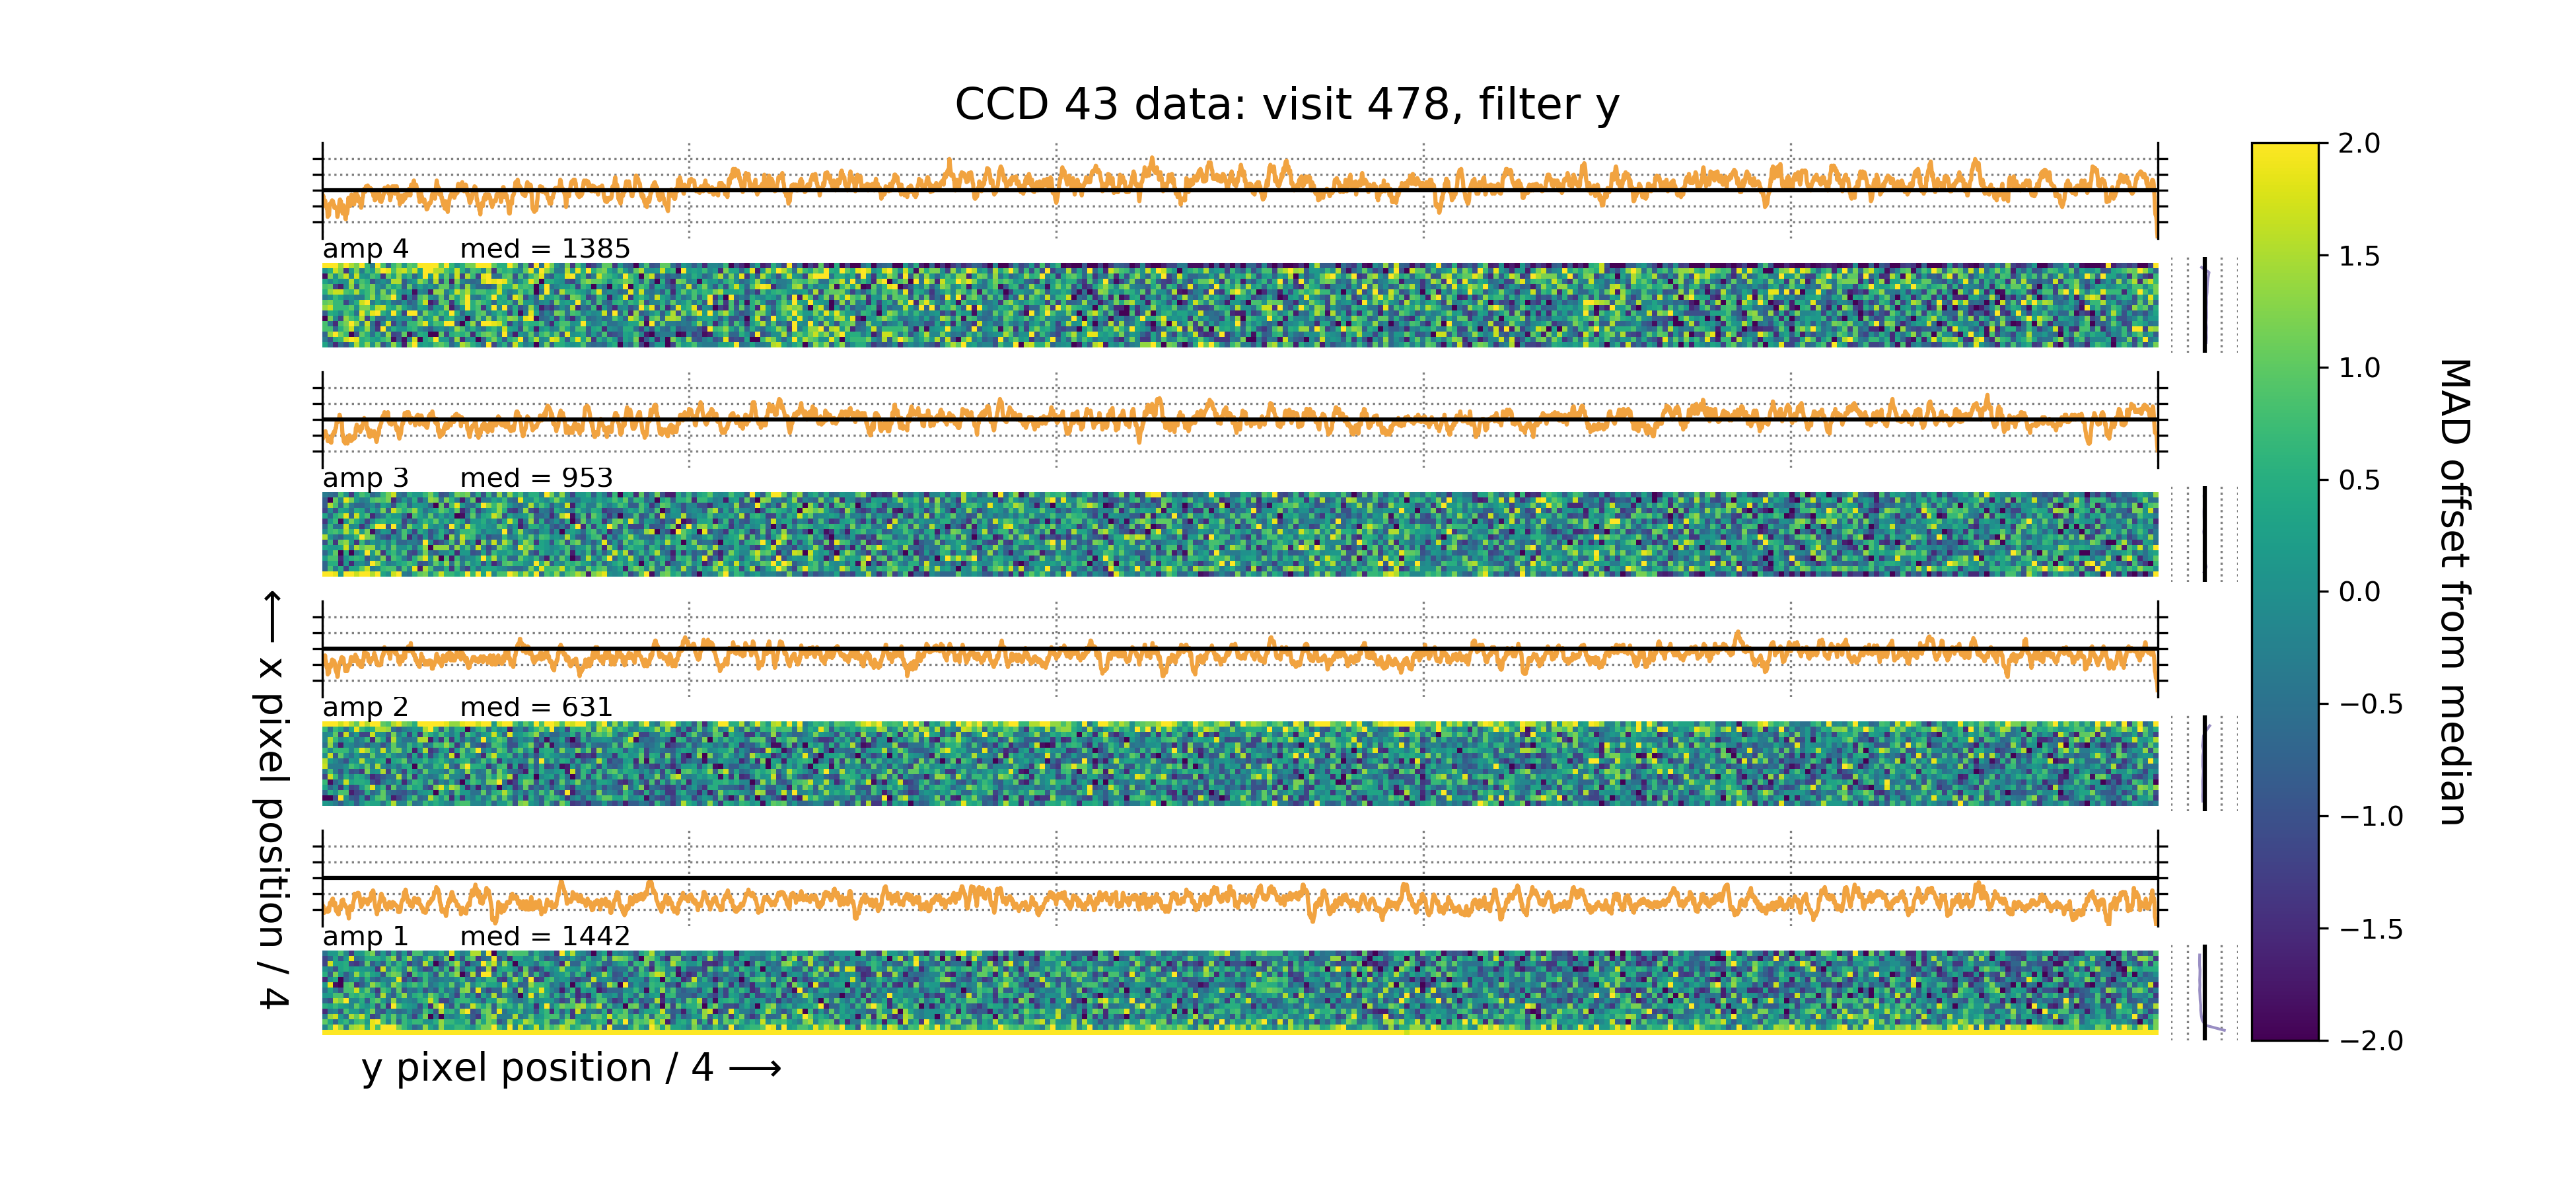 CCD 43 data: visit 478, filter y
amp 4 med = 1385
amp 3 med = 953
amp 2 med = 631
amp 1 med = 1442
⟵ x pixel position / 4
y pixel position / 4 ⟶
2.0
1.5
1.0
0.5
0.0
−0.5
−1.0
−1.5
−2.0
MAD offset from median